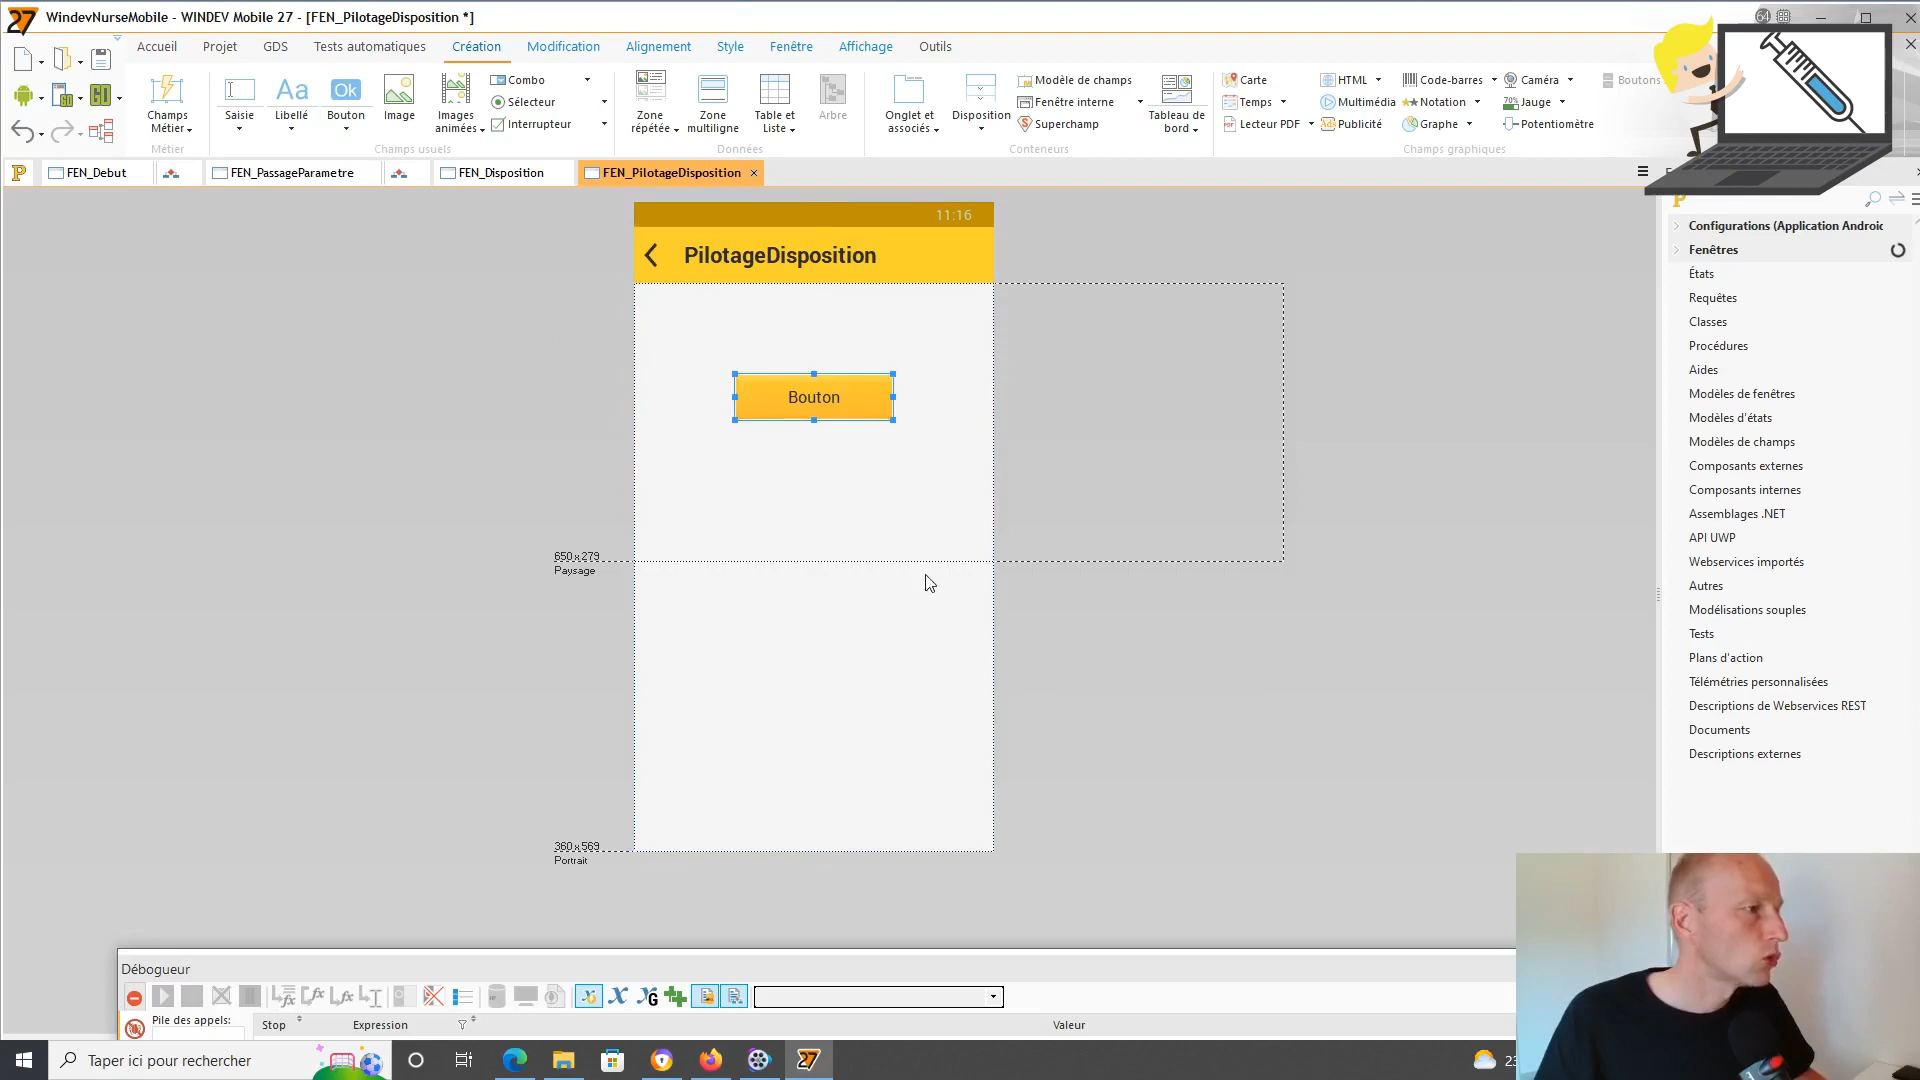 WindevNurseMobile - WINDEV Mobile 27 - [FEN_PilotageDisposition *]
64
Accueil Projet GDS Tests automatiques Création Modification Alignement Style Fenêtre Affichage Outils
Champs Métier
Saisie
Aa Libellé
Ok Bouton
Image
Images animées
Combo
Sélecteur
Interrupteur
Zone répétée
Zone multiligne
Table et Liste
Arbre
Onglet et associés
Disposition
Modèle de champs
Fenêtre interne
Superchamp
Tableau de bord
Carte
Temps
Lecteur PDF
HTML
Multimédia
Publicité
Code-barres
Notation
Graphe
Caméra
70% Jauge
Potentiomètre
Boutons
Métier Champs usuels Données Conteneurs Champs graphiques
FEN_Debut FEN_PassageParametre FEN_Disposition FEN_PilotageDisposition
11:16
PilotageDisposition
Bouton
650 x 279
Paysage
360 x 569
Portrait
Configurations (Application Androic
Fenêtres
États
Requêtes
Classes
Procédures
Aides
Modèles de fenêtres
Modèles d'états
Modèles de champs
Composants externes
Composants internes
Assemblages .NET
API UWP
Webservices importés
Autres
Modélisations souples
Tests
Plans d'action
Télémétries personnalisées
Descriptions de Webservices REST
Documents
Descriptions externes
Débogueur
Pile des appels: Stop Expression Valeur
Taper ici pour rechercher
27
23